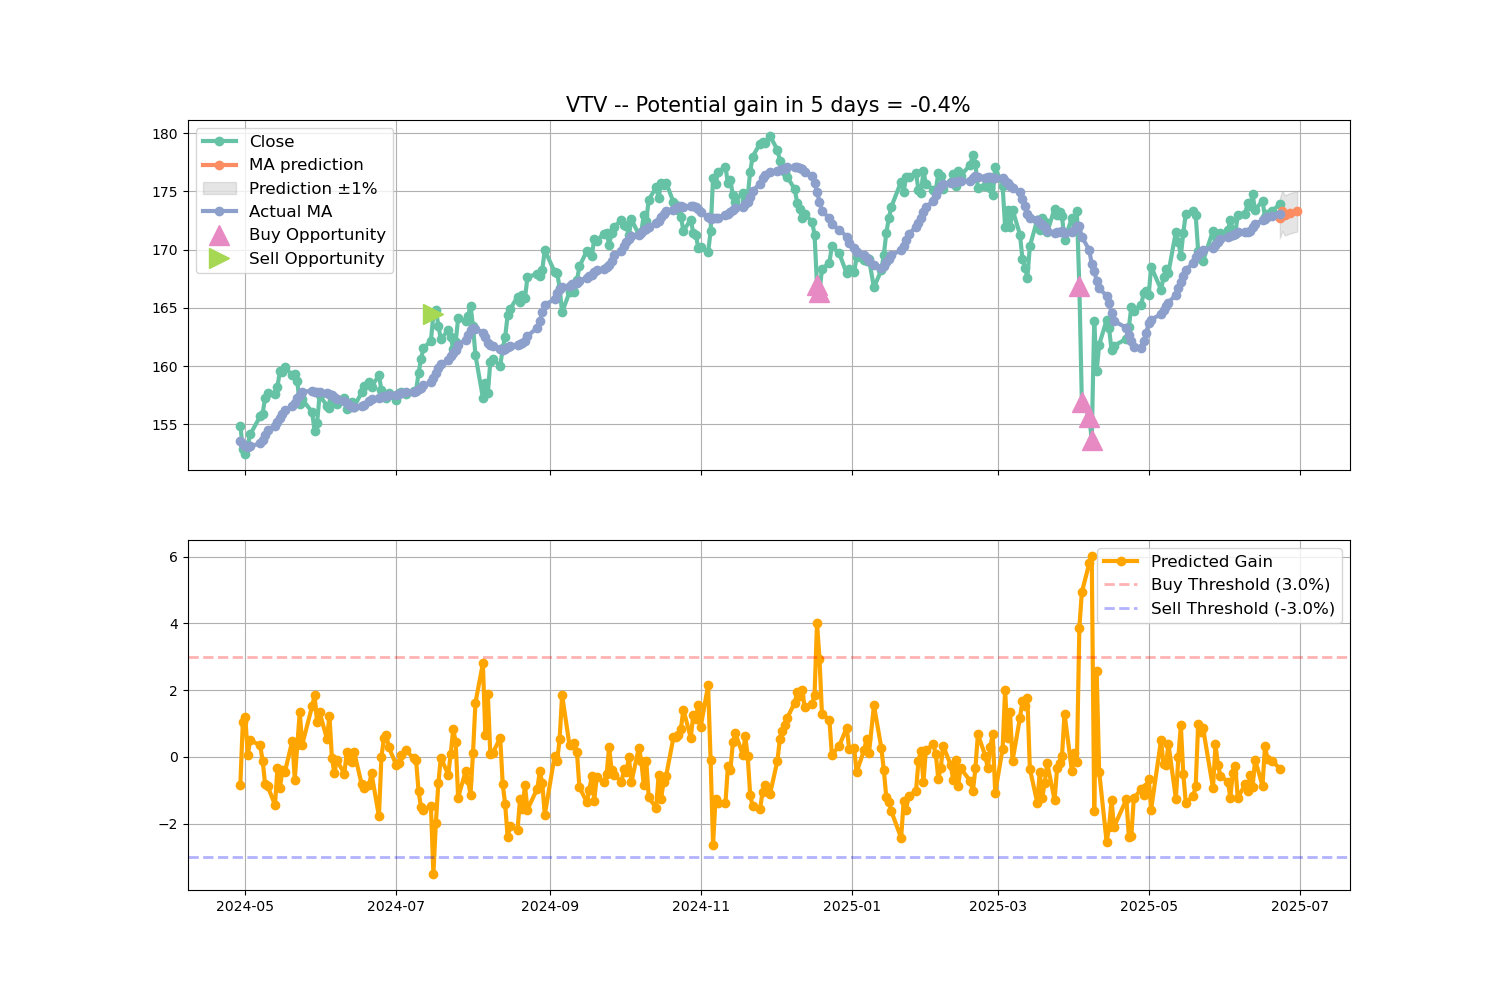 VTV -- Potential gain in 5 days = -0.4%
180
175
170
165
160
155
Close
MA prediction
Prediction ±1%
Actual MA
Buy Opportunity
Sell Opportunity
6
4
2
0
−2
Predicted Gain
Buy Threshold (3.0%)
Sell Threshold (-3.0%)
2024-05
2024-07
2024-09
2024-11
2025-01
2025-03
2025-05
2025-07